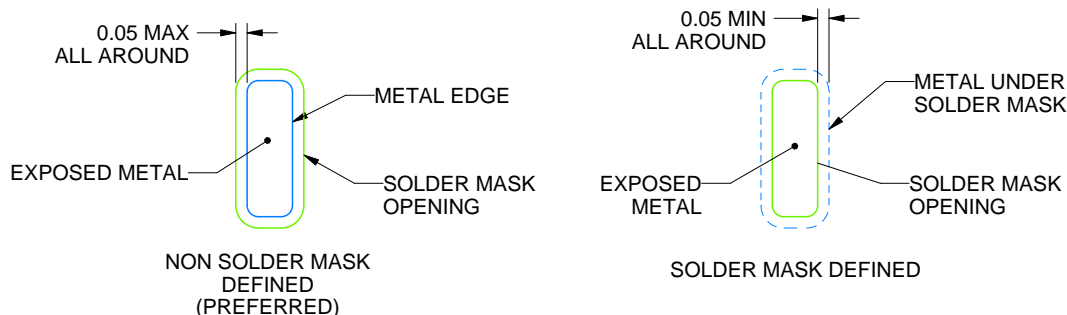 0.05 MAX
ALL AROUND
METAL EDGE
EXPOSED METAL
SOLDER MASK
OPENING
NON SOLDER MASK
DEFINED
(PREFERRED)
0.05 MIN
ALL AROUND
METAL UNDER
SOLDER MASK
EXPOSED
METAL
SOLDER MASK
OPENING
SOLDER MASK DEFINED